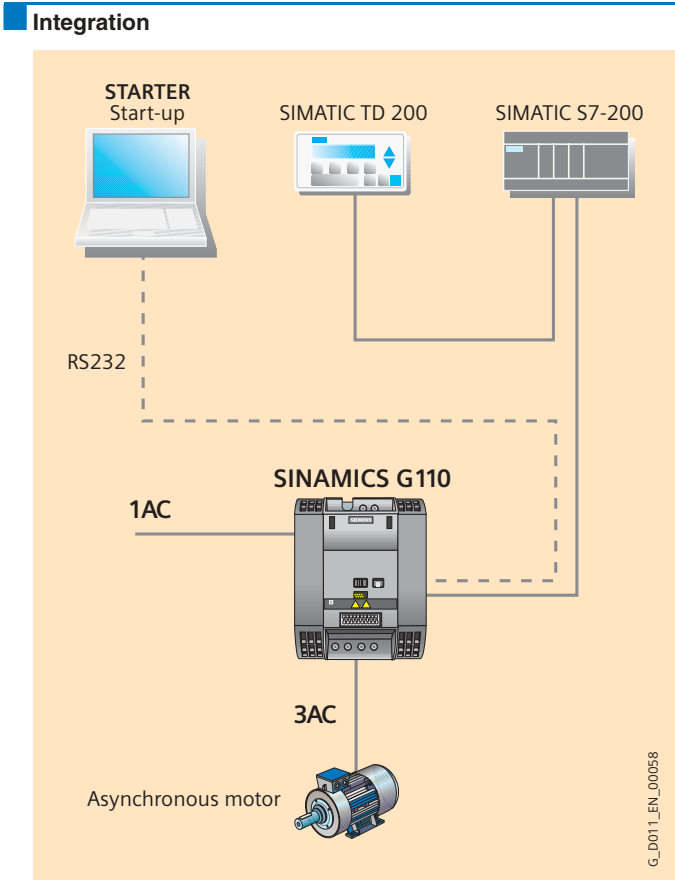 Integration
STARTER
Start-up
SIMATIC TD 200
SIMATIC S7-200
RS232
SINAMICS G110
1AC
SIEMENS
3AC
Asynchronous motor
G_D011_EN_00058